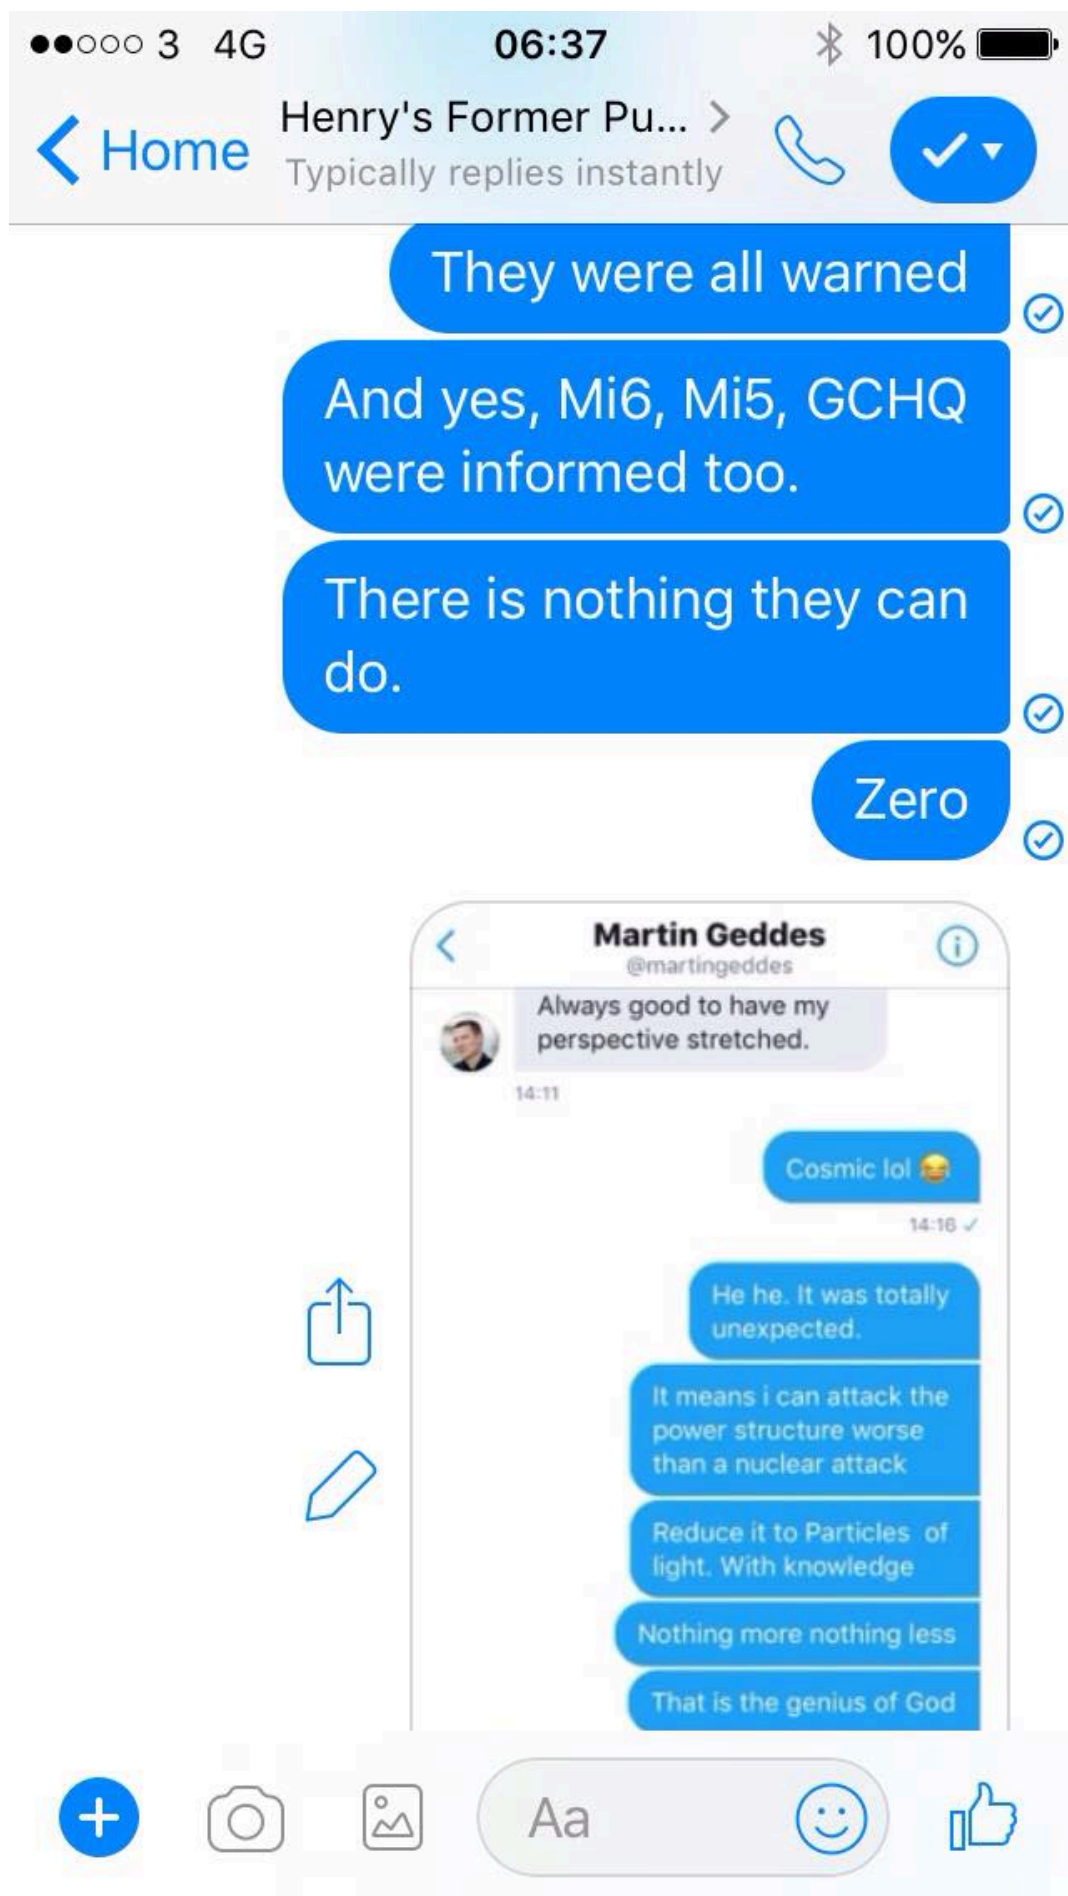 3 4G 06:37 100%
Home Henry's Former Pu...
Typically replies instantly
They were all warned
And yes, Mi6, Mi5, GCHQ
were informed too.
There is nothing they can
do.
Zero
Martin Geddes
@martingeddes
Always good to have my
perspective stretched.
14:11
Cosmic lol 😂
14:16
He he. It was totally
unexpected.
It means i can attack the
power structure worse
than a nuclear attack
Reduce it to Particles of
light. With knowledge
Nothing more nothing less
That is the genius of God
Aa